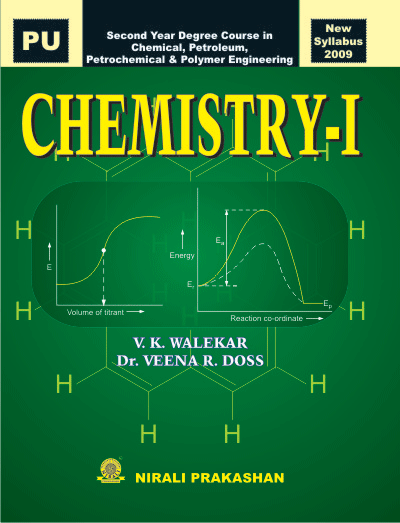 PU
Second Year Degree Course in
Chemical, Petroleum,
Petrochemical & Polymer Engineering
New
Syllabus
2009
CHEMISTRY-I
H
H
H
H
H
H
H
H
H
H
E
Volume of titrant
Energy
Ea
Er
EP
Reaction co-ordinate
V. K. WALEKAR
Dr. VEENA R. DOSS
NIRALI PRAKASHAN